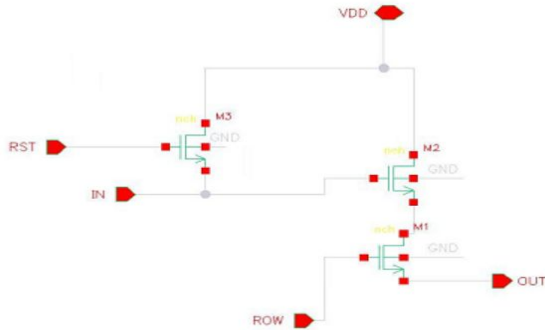 VDD
nch M3
GND
RST
nch M2
GND
IN
nch M1
GND
OUT
ROW